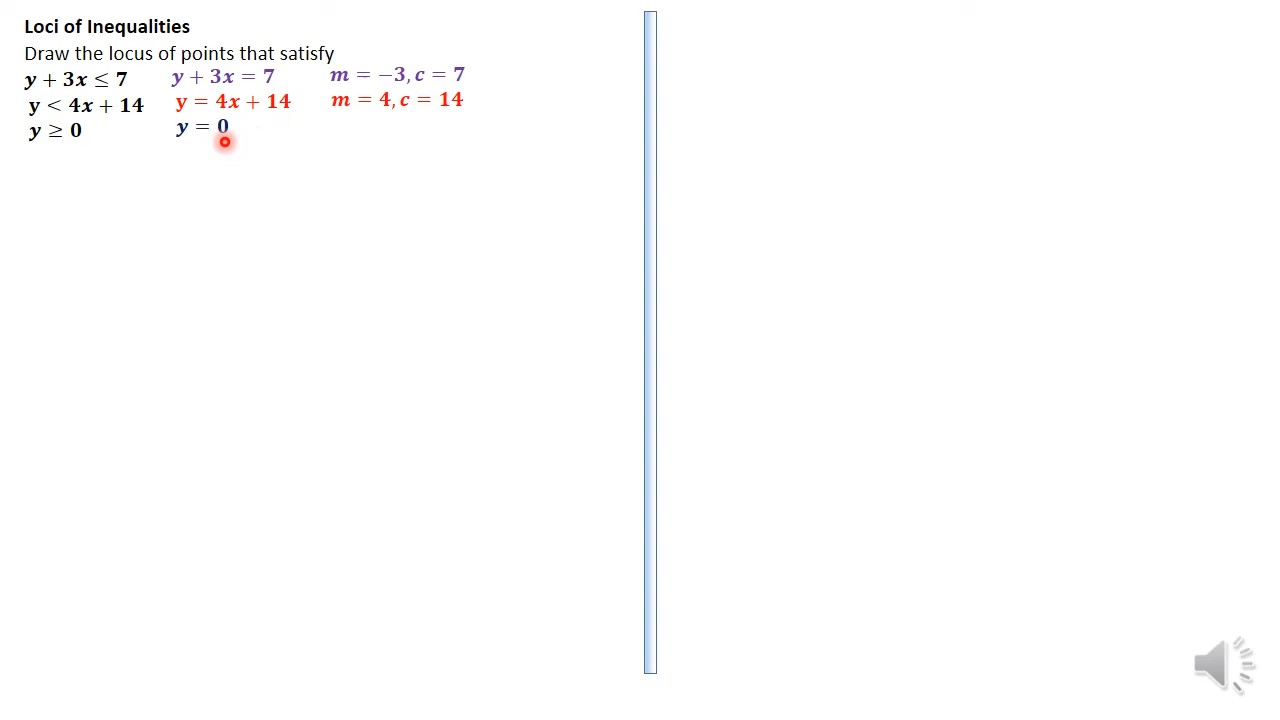 Loci of Inequalities
Draw the locus of points that satisfy
y + 3x ≤ 7 y + 3x = 7 m = −3, c = 7
y < 4x + 14 y = 4x + 14 m = 4, c = 14
y ≥ 0 y = 0